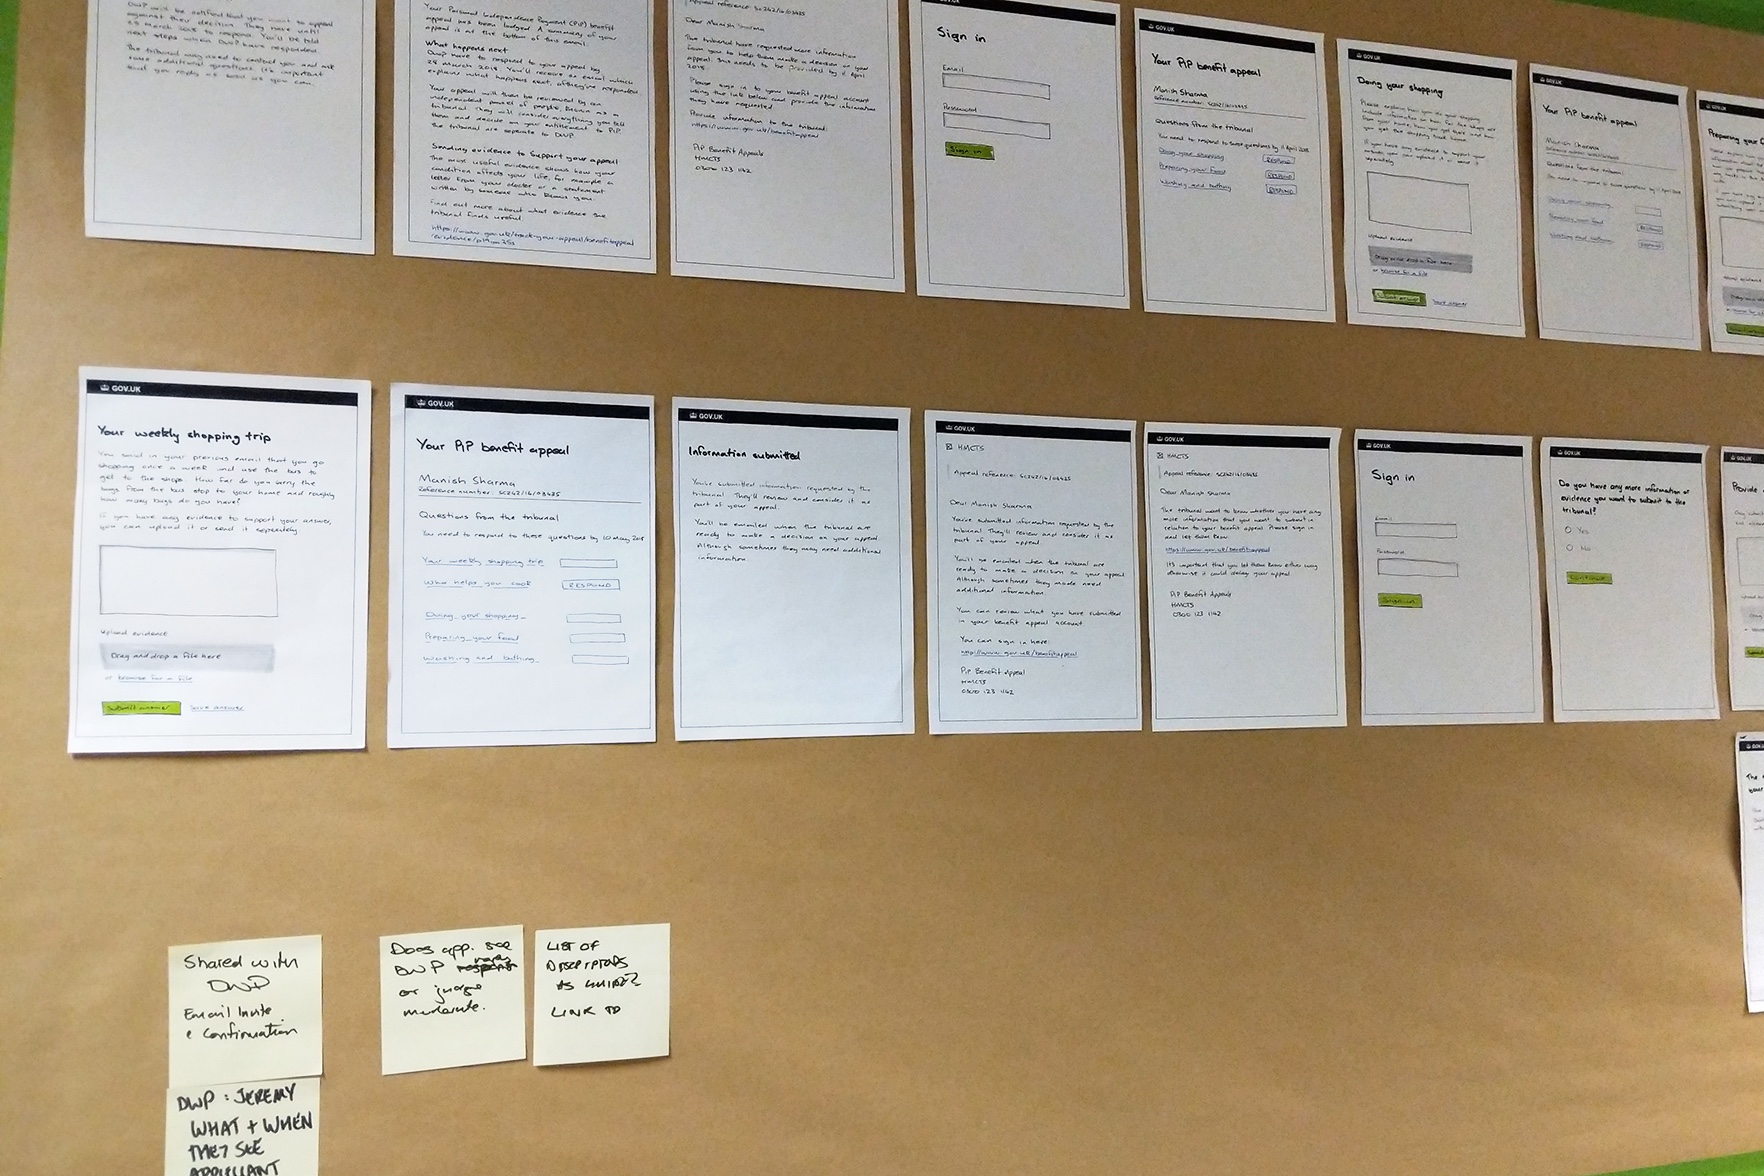 DWP will be notified that you want to appeal
against their decision. They have until
28 March 2018 to respond. You'll be told
next steps when DWP have responded.
The tribunal may need to contact you and ask
some additional questions. It's important
that you reply as soon as you can.
Your Personal Independence Payment (PIP) benefit
appeal has been lodged. A summary of your
appeal is at the bottom of this email.
What happens next
DWP have to respond to your appeal by
28 March 2018. You'll receive an email which
explains what happens next, after they've responded
Your appeal will then be reviewed by an
independent panel of people, known as a
tribunal. They will consider everything you tell
them and decide on your entitlement to PIP.
The tribunal are separate to DWP.
Sending evidence to support your appeal
The most useful evidence shows how your
condition affects your life, for example a
letter from your doctor or a statement
written by someone who knows you.
Find out more about what evidence the
tribunal finds useful
https://www.gov.uk/track-your-appeal/benefitappeal
Appeal reference: SC242/16/03425
Dear Manish Sharma
The tribunal have requested more information
from you to help them make a decision on your
appeal. This needs to be provided by 11 April
2018.
Please sign in to your benefit appeal account
using the link below and provide the information
they have requested
Provide information to the tribunal:
https://www.gov.uk/benefitappeal
PIP Benefit Appeals
HMCTS
0300 123 1142
Sign in
Email
Password
Sign in
GOV.UK
Your PIP benefit appeal
Manish Sharma
Reference number: SC242/16/03425
Questions from the tribunal
You need to respond to these questions by 11 April 2018
Doing your shopping RESPOND
Preparing your food RESPOND
Washing and bathing RESPOND
GOV.UK
Doing your shopping
Please explain how you do your shopping.
Include information on how far the shops are
from your home, how you get there and how
you get the shopping back home.
If you have any evidence to support your
answer, you can upload it or send it
separately.
Upload evidence
Drag and drop a file here
or browse for a file
Submit answer Save answer
GOV.UK
Your PIP benefit appeal
Manish Sharma
Questions from the tribunal
You need to respond to these questions by 11 April 2018
Doing your shopping
Preparing your food RESPOND
Washing and bathing RESPOND
Preparing your
GOV.UK
Your weekly shopping trip
You said in your previous email that you go
shopping once a week and use the bus to
get to the shops. How far do you carry the
bags from the bus stop to your home and roughly
how many bags do you have?
If you have any evidence to support your answer,
you can upload it or send it separately
Upload evidence
Drag and drop a file here
or browse for a file
Submit answer Save answer
GOV.UK
Your PIP benefit appeal
Manish Sharma
Reference number SC242/16/03425
Questions from the tribunal
You need to respond to these questions by 10 May 2018
Your weekly shopping trip
Who helps you cook RESPOND
Doing your shopping
Preparing your food
Washing and bathing
GOV.UK
Information submitted
You've submitted information requested by the
tribunal. They'll review and consider it as
part of your appeal.
You'll be emailed when the tribunal are
ready to make a decision on your appeal
Although sometimes they may need additional
information.
GOV.UK
HMCTS
Appeal reference: SC242/16/03425
Dear Manish Sharma
You've submitted information requested by the
tribunal. They'll review and consider it as
part of your appeal.
You'll be emailed when the tribunal are
ready to make a decision on your appeal
Although sometimes they made need
additional information.
You can review what you have submitted
in your benefit appeal account
You can sign in here:
https://www.gov.uk/benefitappeal
PIP Benefit Appeal
HMCTS
0300 123 1142
GOV.UK
HMCTS
Appeal reference: SC242/16/03425
Dear Manish Sharma
The tribunal want to know whether you have any
more information that you want to submit in
relation to your benefit appeal. Please sign in
and let them know
https://www.gov.uk/benefitappeal
It's important that you let them know either way
otherwise it could delay your appeal
PIP Benefit Appeals
HMCTS
0300 123 1142
GOV.UK
Sign in
Email
Password
Sign in
GOV.UK
Do you have any more information or
evidence you want to submit to the
tribunal?
Yes
No
Continue
GOV.UK
Provide
Shared with
DWP
Email Invite
& Confirmation
DWP : JEREMY
WHAT + WHEN
THEY SEE
APPELLANT
Does app. see
DWP
or judge
moderate.
LIST OF
DESCRIPTORS
AS GUIDE?
LINK TO